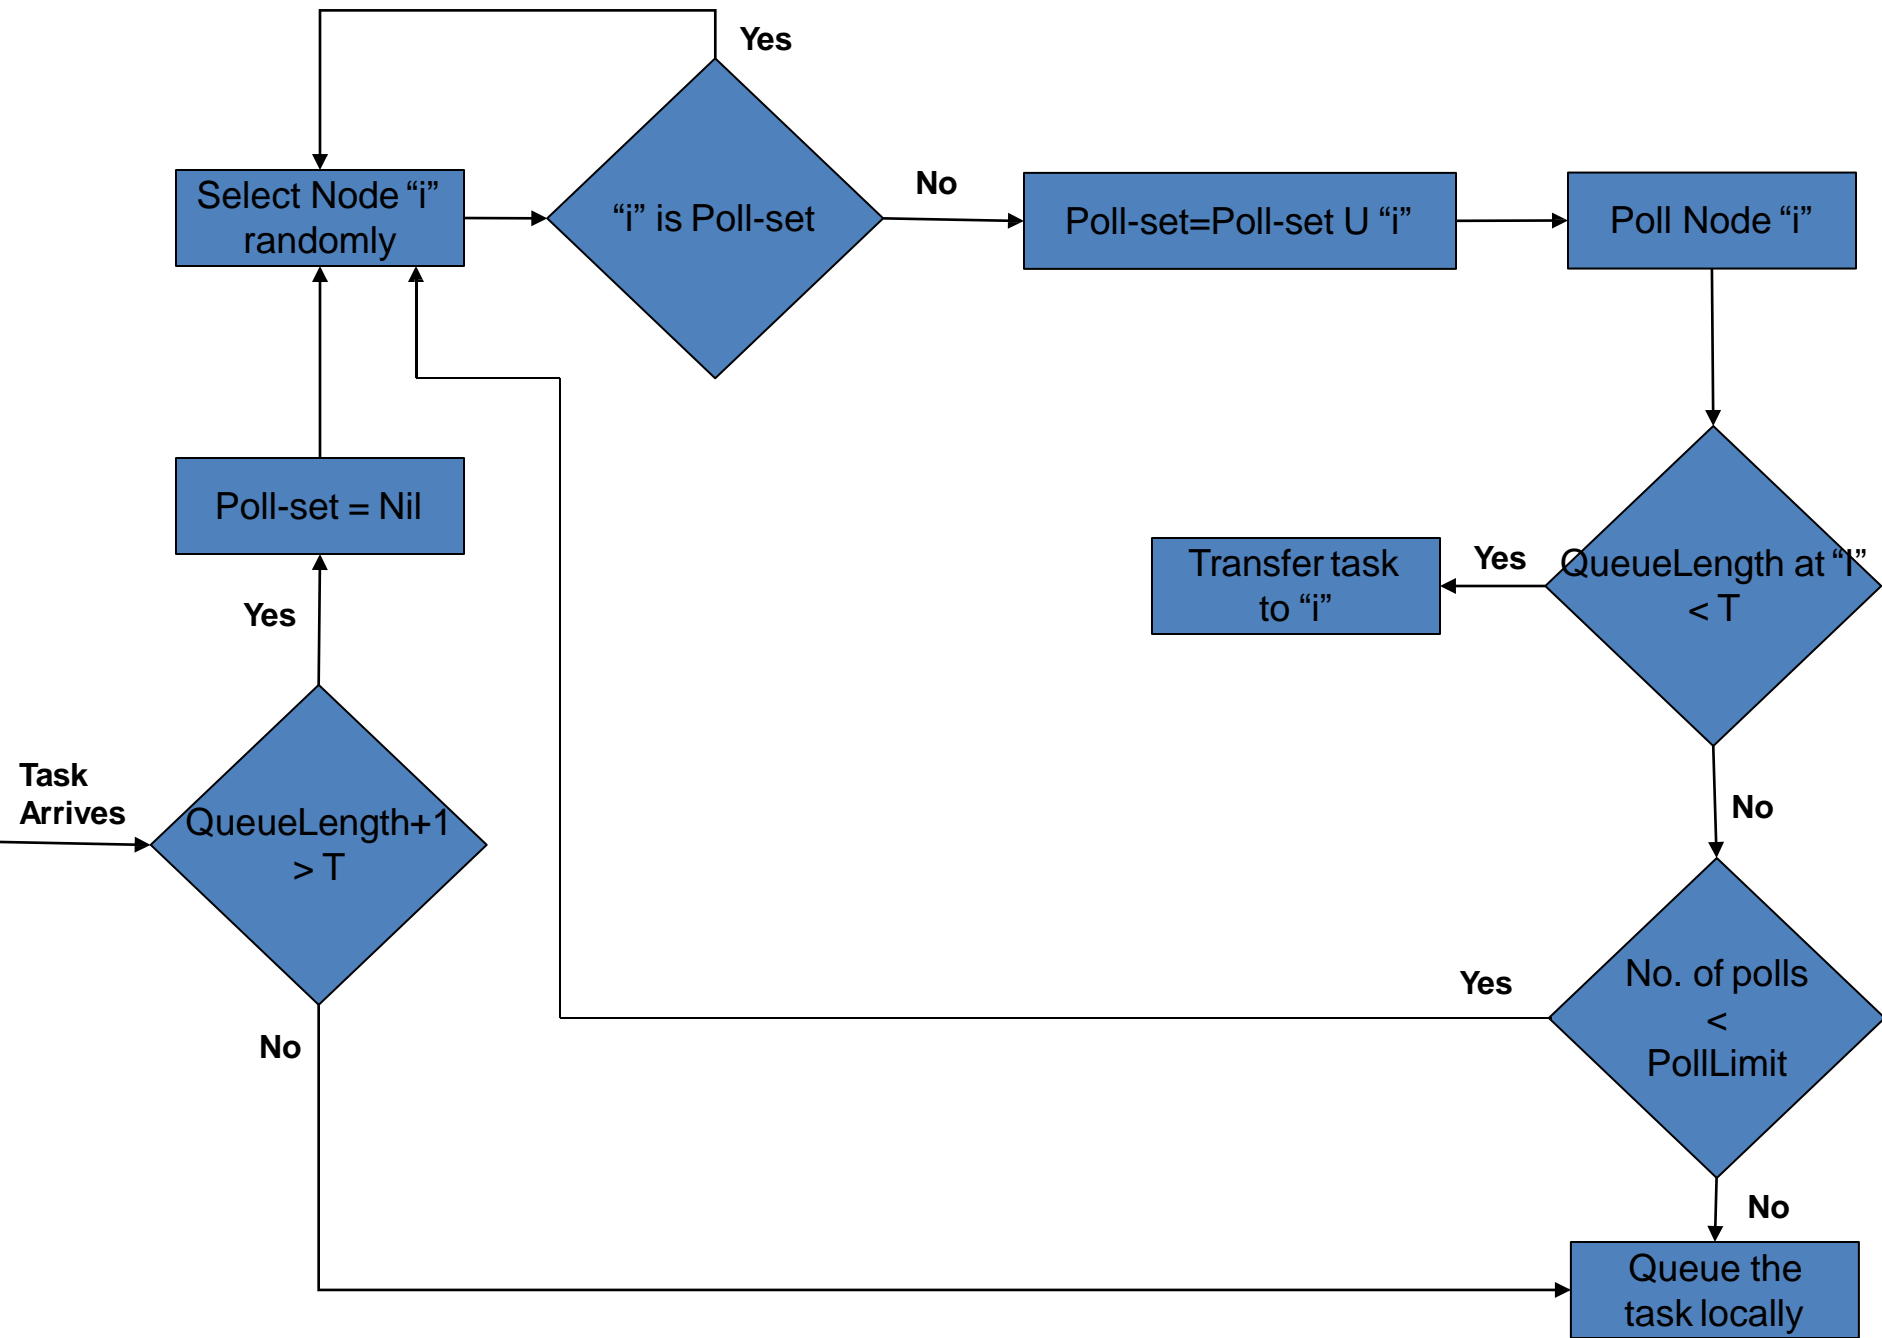 Yes
Select Node “i”
randomly
“i” is Poll-set
No
Poll-set=Poll-set U “i”
Poll Node “i”
Poll-set = Nil
Transfer task
to “i”
Yes
QueueLength at “I”
< T
Yes
Task
Arrives
QueueLength+1
> T
No
No
Yes
No. of polls
<
PollLimit
No
Queue the
task locally